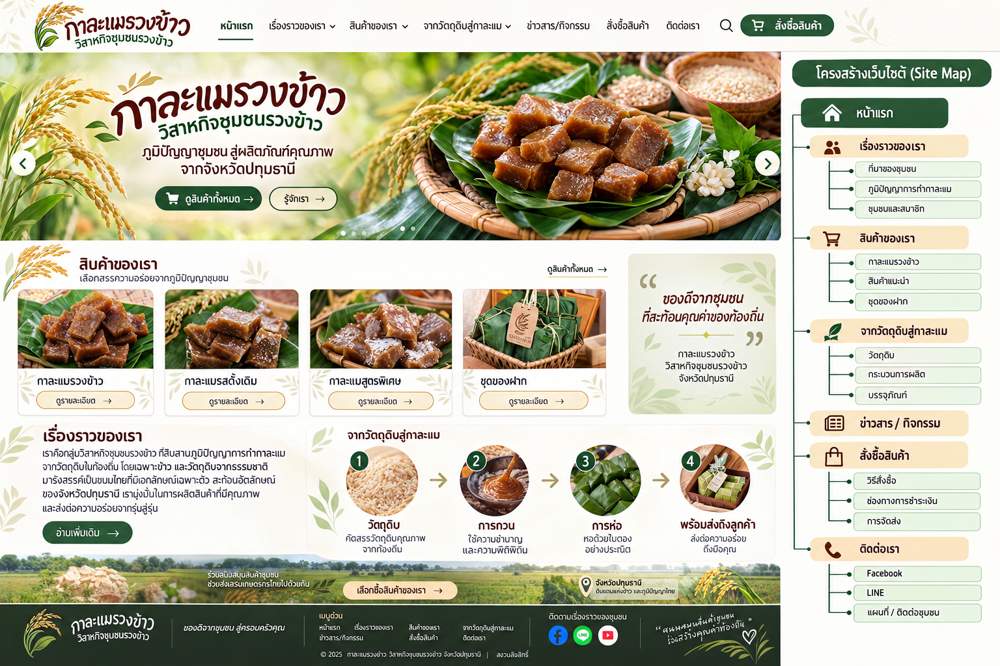 กาละแมรวงข้าว
วิสาหกิจชุมชนรวงข้าว
หน้าแรก
เรื่องราวของเรา
สินค้าของเรา
จากวัตถุดิบสู่กาละแม
ข่าวสาร/กิจกรรม
สั่งซื้อสินค้า
ติดต่อเรา
สั่งซื้อสินค้า
กาละแมรวงข้าว
วิสาหกิจชุมชนรวงข้าว
ภูมิปัญญาชุมชน สู่ผลิตภัณฑ์คุณภาพ
จากจังหวัดปทุมธานี
ดูสินค้าทั้งหมด →
รู้จักเรา →
สินค้าของเรา
เลือกสรรความอร่อยจากภูมิปัญญาชุมชน
ดูสินค้าทั้งหมด →
กาละแมรวงข้าว
ดูรายละเอียด →
กาละแมรสดั้งเดิม
ดูรายละเอียด →
กาละแมสูตรพิเศษ
ดูรายละเอียด →
ชุดของฝาก
ดูรายละเอียด →
“
ของดีจากชุมชน
ที่สะท้อนคุณค่าของท้องถิ่น
”
กาละแมรวงข้าว
วิสาหกิจชุมชนรวงข้าว
จังหวัดปทุมธานี
เรื่องราวของเรา
เราคือกลุ่มวิสาหกิจชุมชนรวงข้าว ที่สืบสานภูมิปัญญาการทำกาละแม
จากวัตถุดิบในท้องถิ่น โดยเฉพาะข้าว และวัตถุดิบจากธรรมชาติ
มารังสรรค์เป็นขนมไทยที่มีเอกลักษณ์เฉพาะตัว สะท้อนอัตลักษณ์
ของจังหวัดปทุมธานี เรามุ่งมั่นในการผลิตสินค้าที่มีคุณภาพ
และส่งต่อความอร่อยจากรุ่นสู่รุ่น
อ่านเพิ่มเติม →
จากวัตถุดิบสู่กาละแม
1
วัตถุดิบ
คัดสรรวัตถุดิบคุณภาพ
จากท้องถิ่น
2
การกวน
ใช้ความชำนาญ
และความพิถีพิถัน
3
การห่อ
หอด้วยใบตอง
อย่างประณีต
4
พร้อมส่งถึงลูกค้า
ส่งต่อความอร่อย
ถึงมือคุณ
ร่วมสนับสนุนสินค้าชุมชน
ช่วยส่งเสริมเกษตรกรไทยไปด้วยกัน
เลือกซื้อสินค้าของเรา →
จังหวัดปทุมธานี
ดินแดนแห่งข้าว และภูมิปัญญาไทย
กาละแมรวงข้าว
วิสาหกิจชุมชนรวงข้าว
ของดีจากชุมชน สู่ครอบครัวคุณ
เมนูด่วน
หน้าแรก
เรื่องราวของเรา
สินค้าของเรา
จากวัตถุดิบสู่กาละแม
ข่าวสาร/กิจกรรม
สั่งซื้อสินค้า
ติดต่อเรา
ติดตามเรื่องราวของชุมชน
LINE
© 2025 กาละแมรวงข้าว วิสาหกิจชุมชนรวงข้าว จังหวัดปทุมธานี | สงวนลิขสิทธิ์
โครงสร้างเว็บไซต์ (Site Map)
หน้าแรก
เรื่องราวของเรา
ที่มาของชุมชน
ภูมิปัญญาการทำกาละแม
ชุมชนและสมาชิก
สินค้าของเรา
กาละแมรวงข้าว
สินค้าแนะนำ
ชุดของฝาก
จากวัตถุดิบสู่กาละแม
วัตถุดิบ
กระบวนการผลิต
บรรจุภัณฑ์
ข่าวสาร / กิจกรรม
สั่งซื้อสินค้า
วิธีสั่งซื้อ
ช่องทางการชำระเงิน
การจัดส่ง
ติดต่อเรา
Facebook
LINE
แผนที่ / ติดต่อชุมชน